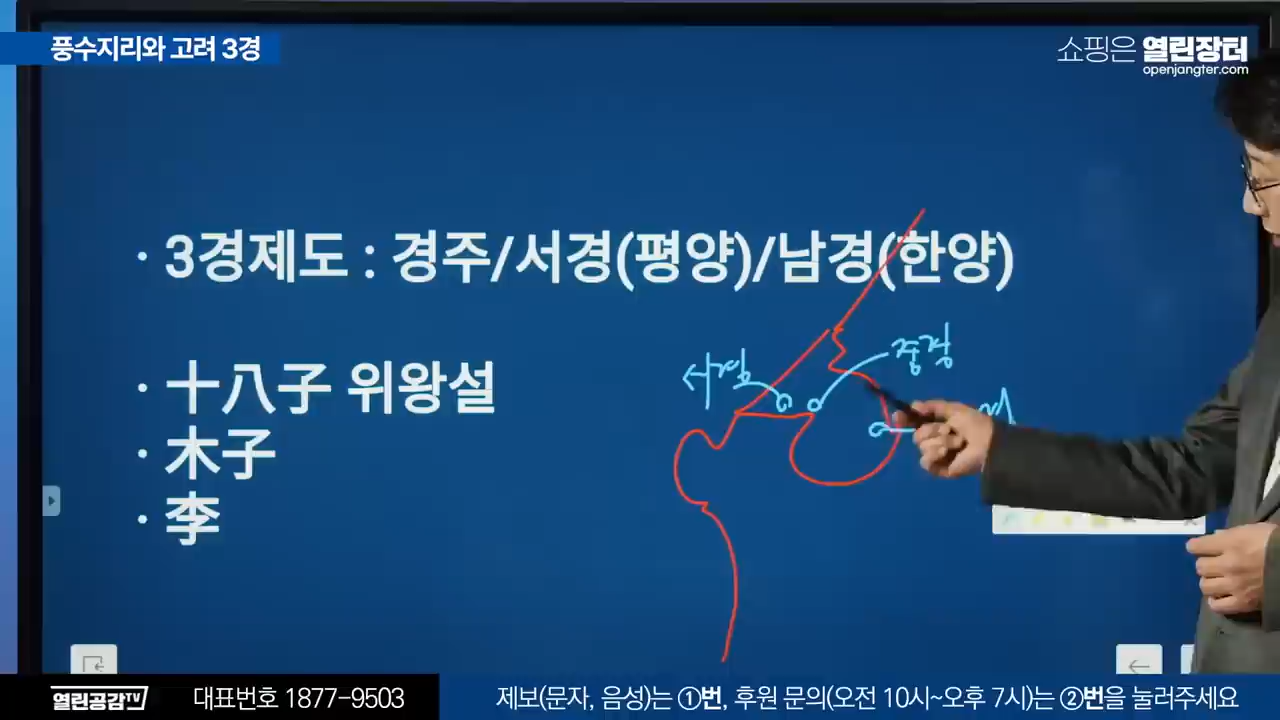 풍수지리와 고려 3경
쇼핑은 열린장터
openjangter.com
· 3경제도 : 경주/서경(평양)/남경(한양)
· 十八子 위왕설
· 木子
· 李
서경
중경
열린공감TV
대표번호 1877-9503
제보(문자, 음성)는 ①번, 후원 문의(오전 10시~오후 7시)는 ②번을 눌러주세요